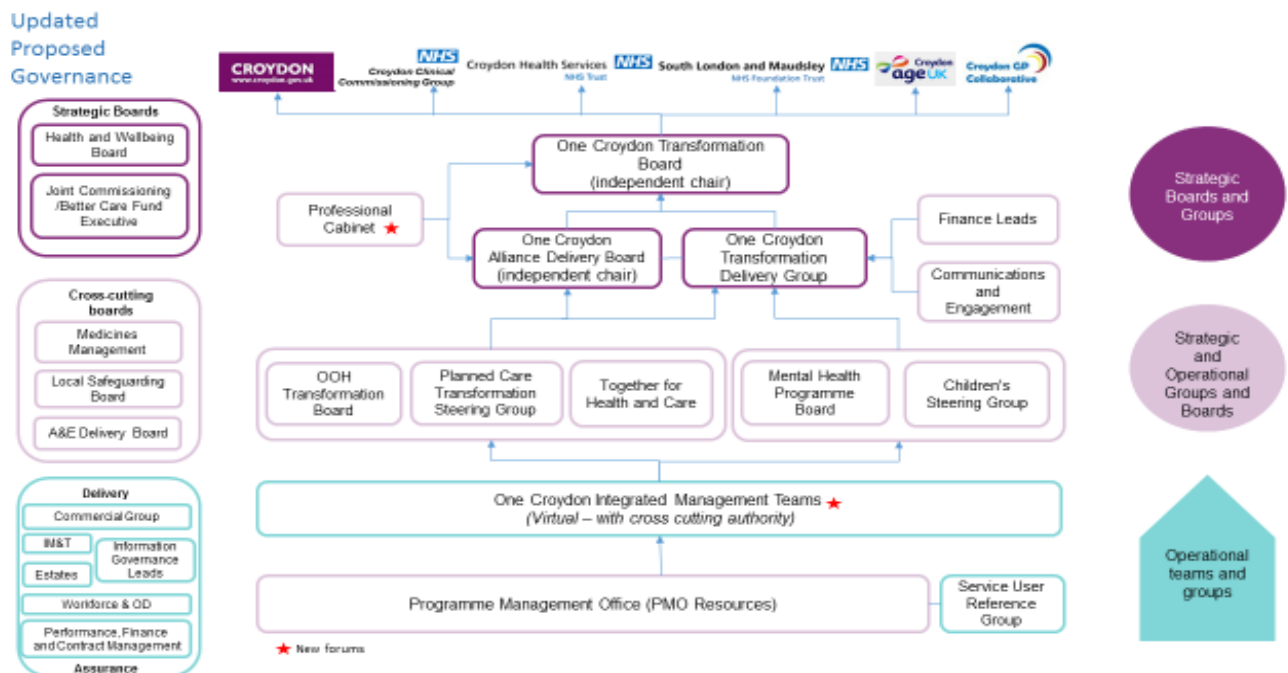 Updated
Proposed
Governance
CROYDON
www.croydon.gov.uk
NHS
Croydon Clinical
Commissioning Group
Croydon Health Services NHS
NHS Trust
South London and Maudsley NHS
NHS Foundation Trust
Croydon
age UK
Croydon GP
Collaborative
Strategic Boards
Health and Wellbeing
Board
Joint Commissioning
/Better Care Fund
Executive
One Croydon Transformation
Board
(independent chair)
Professional
Cabinet
One Croydon
Alliance Delivery Board
(independent chair)
One Croydon
Transformation
Delivery Group
Finance Leads
Communications
and
Engagement
Strategic
Boards and
Groups
Cross-cutting
boards
Medicines
Management
Local Safeguarding
Board
A&E Delivery Board
OOH
Transformation
Board
Planned Care
Transformation
Steering Group
Together for
Health and Care
Mental Health
Programme
Board
Children's
Steering Group
Strategic
and
Operational
Groups and
Boards
Delivery
Commercial Group
IM&T
Information
Governance
Leads
Estates
Workforce & OD
Performance, Finance
and Contract Management
Assurance
One Croydon Integrated Management Teams
(Virtual – with cross cutting authority)
Programme Management Office (PMO Resources)
Service User
Reference
Group
Operational
teams and
groups
New forums